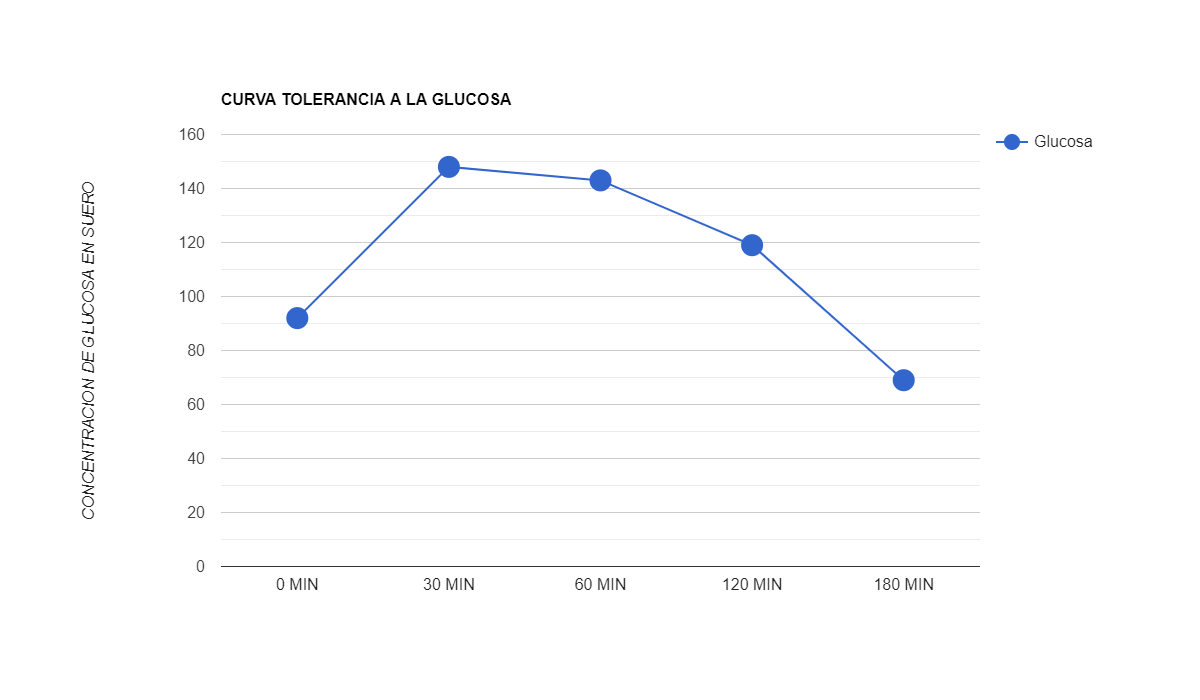 CURVA TOLERANCIA A LA GLUCOSA
CONCENTRACION DE GLUCOSA EN SUERO
160
140
120
100
80
60
40
20
0
0 MIN
30 MIN
60 MIN
120 MIN
180 MIN
Glucosa